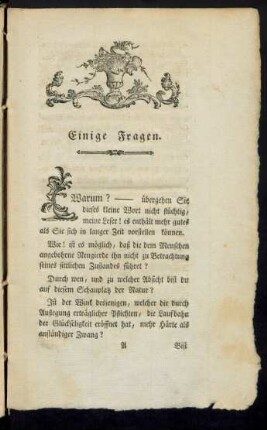 Einige Fragen.
Warum? —— übergehen Sie
dieses kleine Wort nicht flüchtig,
meine Leser! es enthält mehr gutes
als Sie sich in langer Zeit vorstellen können.
Wie! ist es möglich, daß die dem Menschen
angebohrne Neugierde ihn nicht zu Betrachtung
seines sittlichen Zustandes führet?
Durch wen, und zu welcher Absicht bist du
auf diesem Schauplatz der Natur?
Ist der Wink desjenigen, welcher die durch
Auslegung erträglicher Pflichten, die Laufbahn
der Glückseligkeit eröffnet hat, mehr Härte als
anständiger Zwang?
A Bist